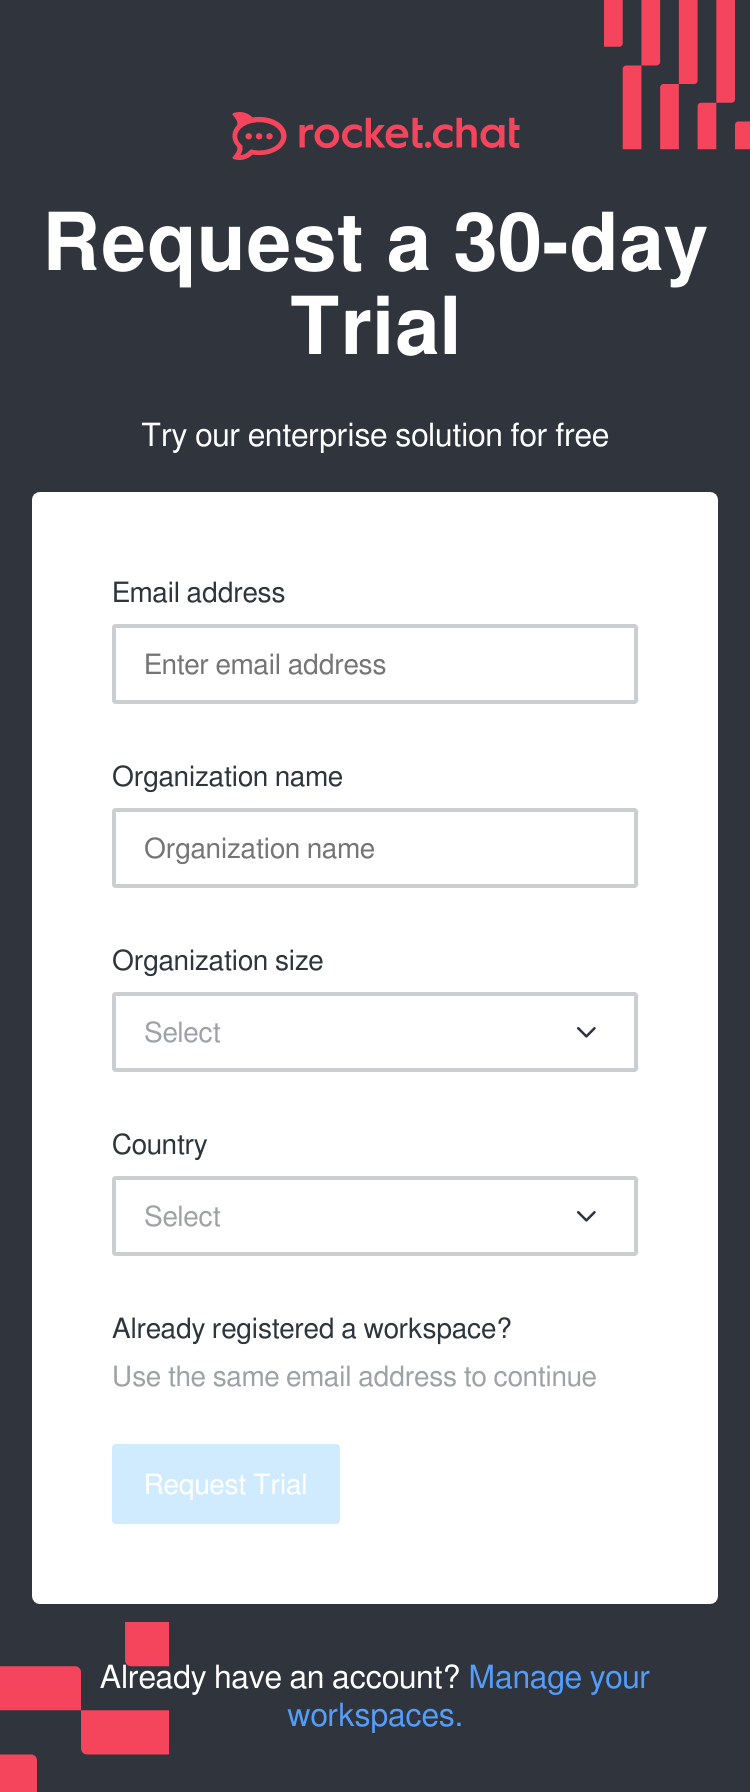 rocket.chat
Request a 30-day
Trial
Try our enterprise solution for free
Email address
Enter email address
Organization name
Organization name
Organization size
Select
Country
Select
Already registered a workspace?
Use the same email address to continue
Request Trial
Already have an account? Manage your
workspaces.